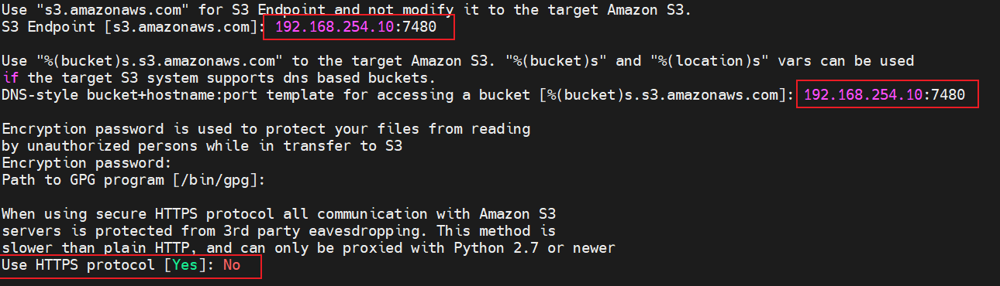 Use "s3.amazonaws.com" for S3 Endpoint and not modify it to the target Amazon S3.
S3 Endpoint [s3.amazonaws.com]: 192.168.254.10:7480
Use "%(bucket)s.s3.amazonaws.com" to the target Amazon S3. "%(bucket)s" and "%(location)s" vars can be used
if the target S3 system supports dns based buckets.
DNS-style bucket+hostname:port template for accessing a bucket [%(bucket)s.s3.amazonaws.com]: 192.168.254.10:7480
Encryption password is used to protect your files from reading
by unauthorized persons while in transfer to S3
Encryption password:
Path to GPG program [/bin/gpg]:
When using secure HTTPS protocol all communication with Amazon S3
servers is protected from 3rd party eavesdropping. This method is
slower than plain HTTP, and can only be proxied with Python 2.7 or newer
Use HTTPS protocol [Yes]: No